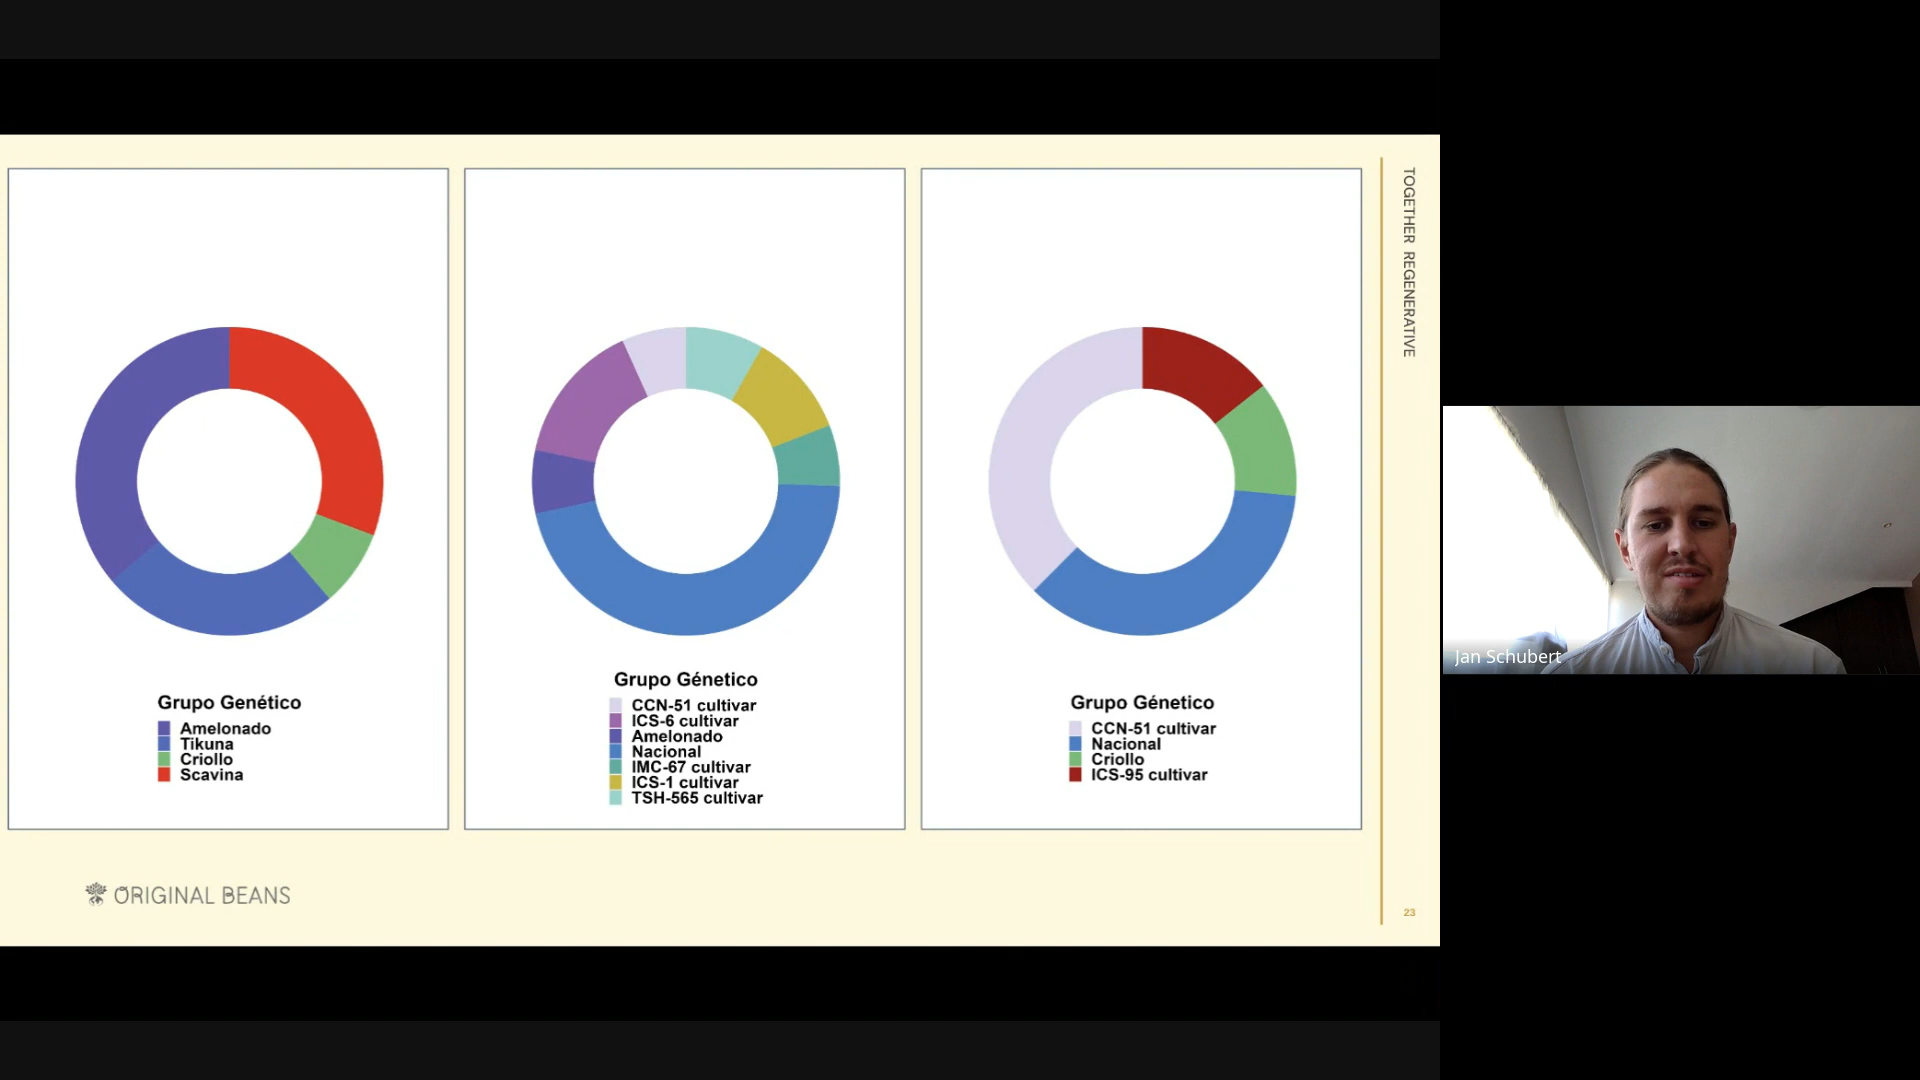 Grupo Genético
Amelonado
Tikuna
Criollo
Scavina
Grupo Génetico
CCN-51 cultivar
ICS-6 cultivar
Amelonado
Nacional
IMC-67 cultivar
ICS-1 cultivar
TSH-565 cultivar
Grupo Génetico
CCN-51 cultivar
Nacional
Criollo
ICS-95 cultivar
TOGETHER REGENERATIVE
ORIGINAL BEANS
23
Jan Schubert